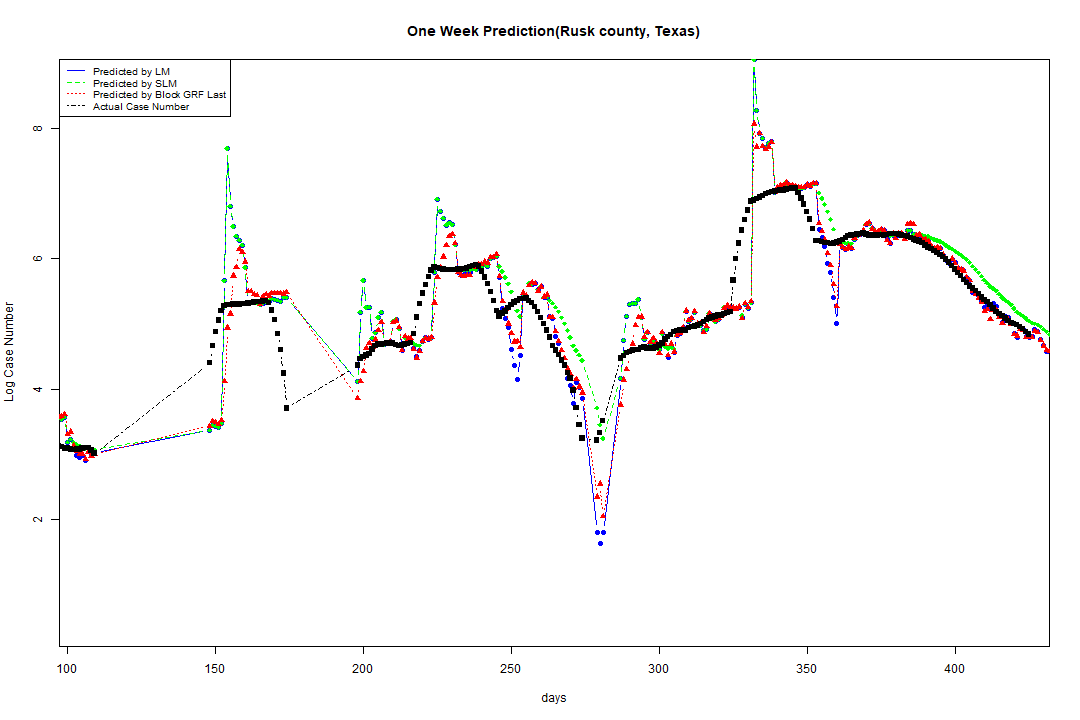 One Week Prediction(Rusk county, Texas)
Predicted by LM
Predicted by SLM
Predicted by Block GRF Last
Actual Case Number
Log Case Number
8
6
4
2
100 150 200 250 300 350 400
days